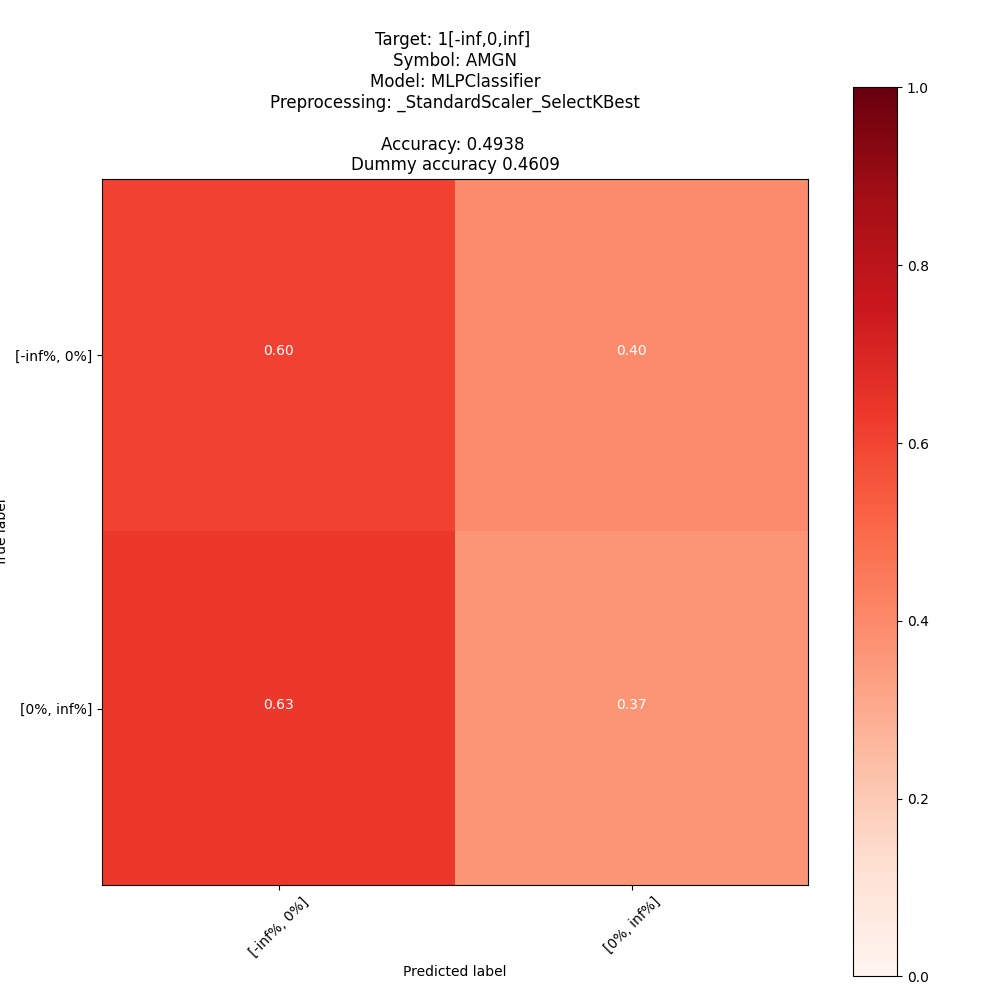 Target: 1[-inf,0,inf]
Symbol: AMGN
Model: MLPClassifier
Preprocessing: _StandardScaler_SelectKBest
Accuracy: 0.4938
Dummy accuracy 0.4609
1.0
0.8
0.6
0.4
0.2
0.0
[-inf%, 0%]
0.60
0.40
label
[0%, inf%]
0.63
0.37
[-inf%, 0%]
[0%, inf%]
Predicted label